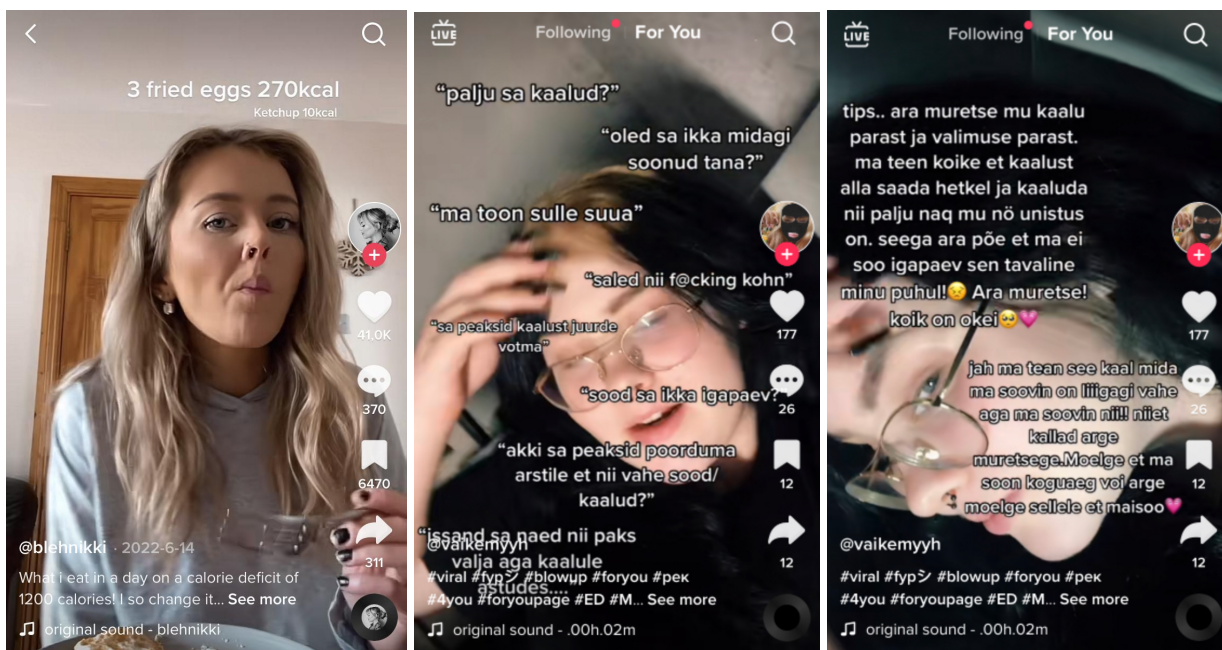 3 fried eggs 270kcal
Ketchup 10kcal
41,0K
370
6470
311
@blehnikki · 2022-6-14
What i eat in a day on a calorie deficit of
1200 calories! I so change it... See more
original sound - blehnikki
LIVE
Following
For You
“palju sa kaalud?”
“oled sa ikka midagi
soonud tana?”
“ma toon sulle suua”
“saled nii f@cking kohn”
“sa peaksid kaalust juurde
votma”
“sood sa ikka igapaev?”
“akki sa peaksid poorduma
arstile et nii vahe sood/
kaalud?”
“issand sa naed nii paks
valja aga kaalule
astudes....
177
26
12
12
@vaikemyyh
#viral #fypシ #blowup #foryou #рек
#4you #foryoupage #ED #M... See more
original sound - .00h.02m
LIVE
Following
For You
tips.. ara muretse mu kaalu
parast ja valimuse parast.
ma teen koike et kaalust
alla saada hetkel ja kaaluda
nii palju naq mu nö unistus
on. seega ara põe et ma ei
soo igapaev sen tavaline
minu puhul!😟 Ara muretse!
koik on okei🥺💗
jah ma tean see kaal mida
ma soovin on liiigagi vahe
aga ma soovin nii!! niiet
kallad arge
muretsege.Moelge et ma
soon koguaeg voi arge
moelge sellele et maisoo💗
177
26
12
12
@vaikemyyh
#viral #fypシ #blowup #foryou #рек
#4you #foryoupage #ED #M... See more
original sound - .00h.02m